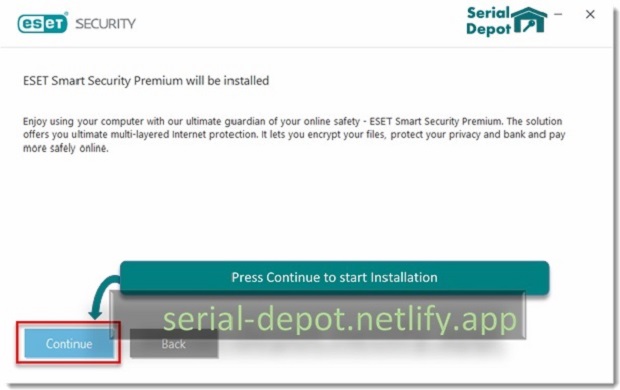 eset SECURITY
Serial
Depot
ESET Smart Security Premium will be installed
Enjoy using your computer with our ultimate guardian of your online safety - ESET Smart Security Premium. The solution
offers you ultimate multi-layered Internet protection. It lets you encrypt your files, protect your privacy and bank and pay
more safely online.
Press Continue to start Installation
serial-depot.netlify.app
Continue
Back